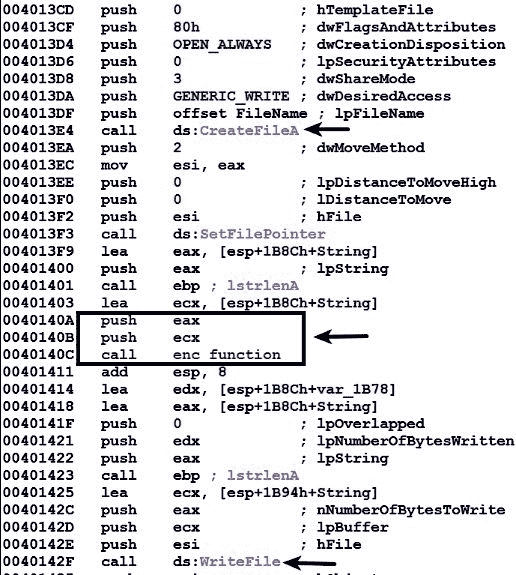 004013CD push 0 ; hTemplateFile
004013CF push 80h ; dwFlagsAndAttributes
004013D4 push OPEN_ALWAYS ; dwCreationDisposition
004013D6 push 0 ; lpSecurityAttributes
004013D8 push 3 ; dwShareMode
004013DA push GENERIC_WRITE ; dwDesiredAccess
004013DF push offset FileName ; lpFileName
004013E4 call ds:CreateFileA
004013EA push 2 ; dwMoveMethod
004013EC mov esi, eax
004013EE push 0 ; lpDistanceToMoveHigh
004013F0 push 0 ; lDistanceToMove
004013F2 push esi ; hFile
004013F3 call ds:SetFilePointer
004013F9 lea eax, [esp+1B8Ch+String]
00401400 push eax ; lpString
00401401 call ebp ; lstrlenA
00401403 lea ecx, [esp+1B8Ch+String]
0040140A push eax
0040140B push ecx
0040140C call enc function
00401411 add esp, 8
00401414 lea edx, [esp+1B8Ch+var_1B78]
00401418 lea eax, [esp+1B8Ch+String]
0040141F push 0 ; lpOverlapped
00401421 push edx ; lpNumberOfBytesWritten
00401422 push eax ; lpString
00401423 call ebp ; lstrlenA
00401425 lea ecx, [esp+1B94h+String]
0040142C push eax ; nNumberOfBytesToWrite
0040142D push ecx ; lpBuffer
0040142E push esi ; hFile
0040142F call ds:WriteFile